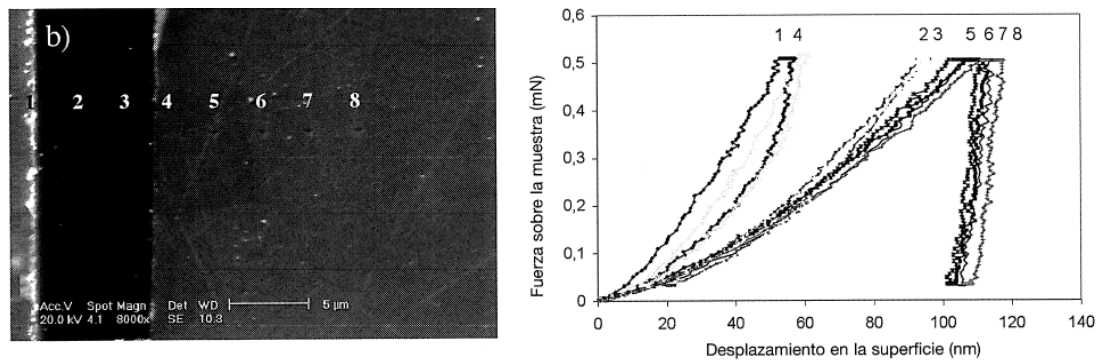 b)
1 2 3 4 5 6 7 8
Acc.V Spot Magn Det WD 5 µm
20.0 kV 4.1 8000x SE 10.3
0,6
0,5
0,4
0,3
0,2
0,1
0
Fuerza sobre la muestra (mN)
1 4 2 3 5 6 7 8
0 20 40 60 80 100 120 140
Desplazamiento en la superficie (nm)